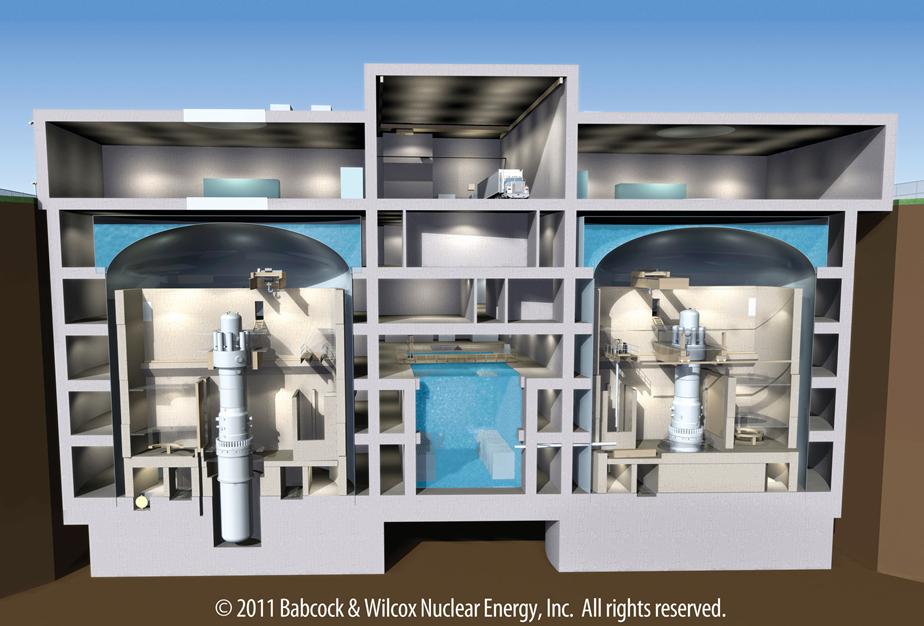 © 2011 Babcock & Wilcox Nuclear Energy, Inc.  All rights reserved.